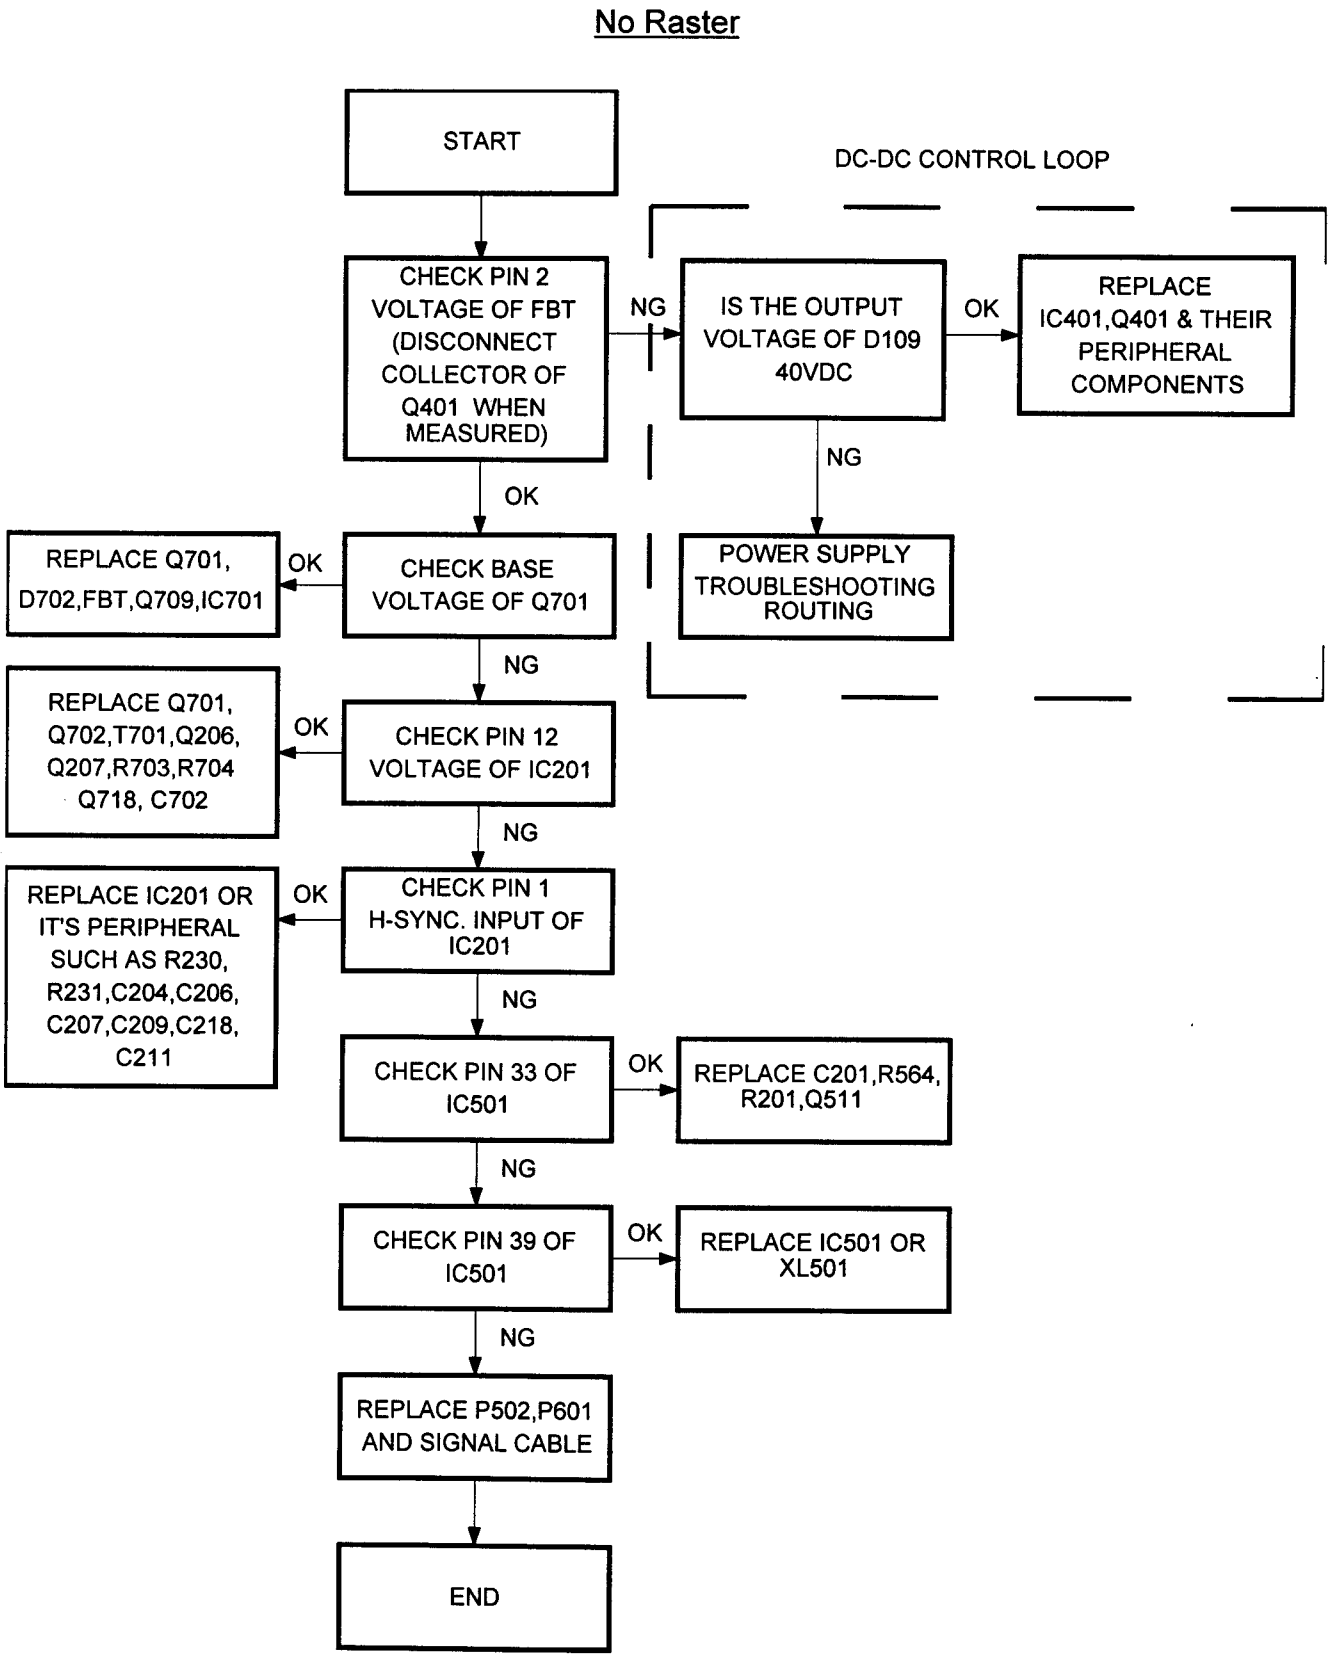 No Raster
START
DC-DC CONTROL LOOP
CHECK PIN 2
VOLTAGE OF FBT
(DISCONNECT
COLLECTOR OF
Q401 WHEN
MEASURED)
NG
IS THE OUTPUT
VOLTAGE OF D109
40VDC
OK
REPLACE
IC401,Q401 & THEIR
PERIPHERAL
COMPONENTS
NG
POWER SUPPLY
TROUBLESHOOTING
ROUTING
OK
CHECK BASE
VOLTAGE OF Q701
OK
REPLACE Q701,
D702,FBT,Q709,IC701
NG
CHECK PIN 12
VOLTAGE OF IC201
OK
REPLACE Q701,
Q702,T701,Q206,
Q207,R703,R704
Q718, C702
NG
CHECK PIN 1
H-SYNC. INPUT OF
IC201
OK
REPLACE IC201 OR
IT'S PERIPHERAL
SUCH AS R230,
R231,C204,C206,
C207,C209,C218,
C211
NG
CHECK PIN 33 OF
IC501
OK
REPLACE C201,R564,
R201,Q511
NG
CHECK PIN 39 OF
IC501
OK
REPLACE IC501 OR
XL501
NG
REPLACE P502,P601
AND SIGNAL CABLE
END